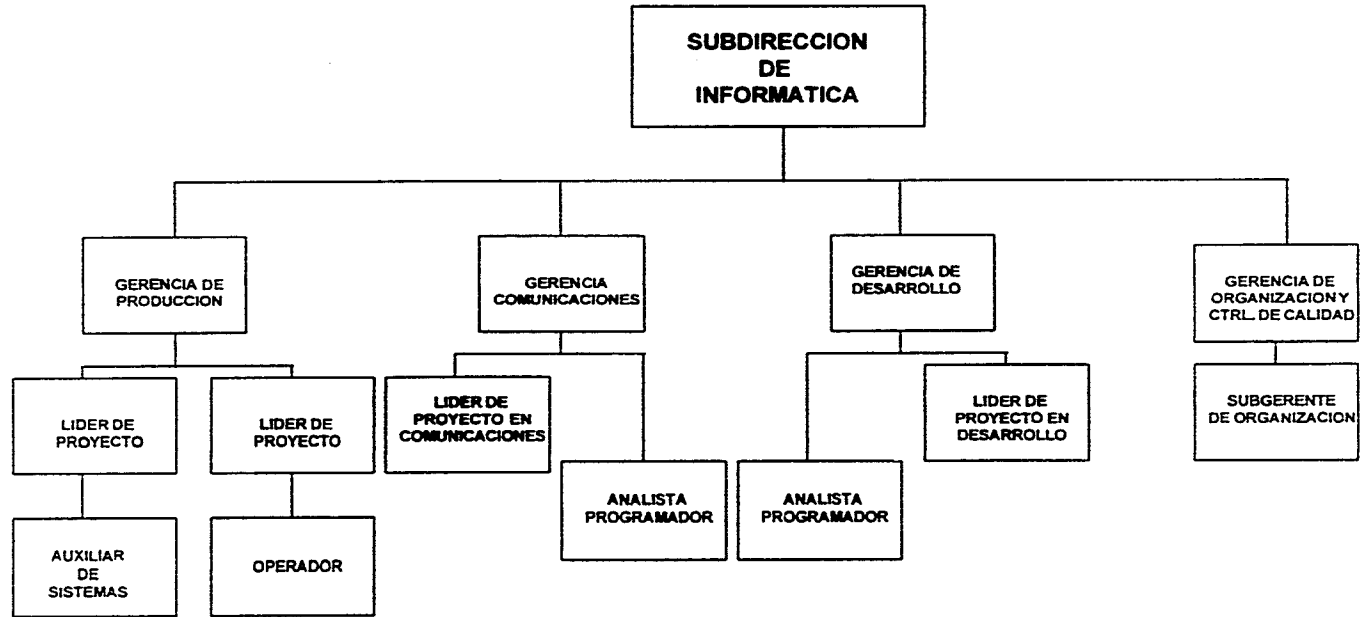 SUBDIRECCION
DE
INFORMATICA
GERENCIA DE
PRODUCCION
GERENCIA
COMUNICACIONES
GERENCIA DE
DESARROLLO
GERENCIA DE
ORGANIZACION Y
CTRL. DE CALIDAD
LIDER DE
PROYECTO
LIDER DE
PROYECTO
LIDER DE
PROYECTO EN
COMUNICACIONES
ANALISTA
PROGRAMADOR
ANALISTA
PROGRAMADOR
LIDER DE
PROYECTO EN
DESARROLLO
SUBGERENTE
DE ORGANIZACION
AUXILIAR
DE
SISTEMAS
OPERADOR